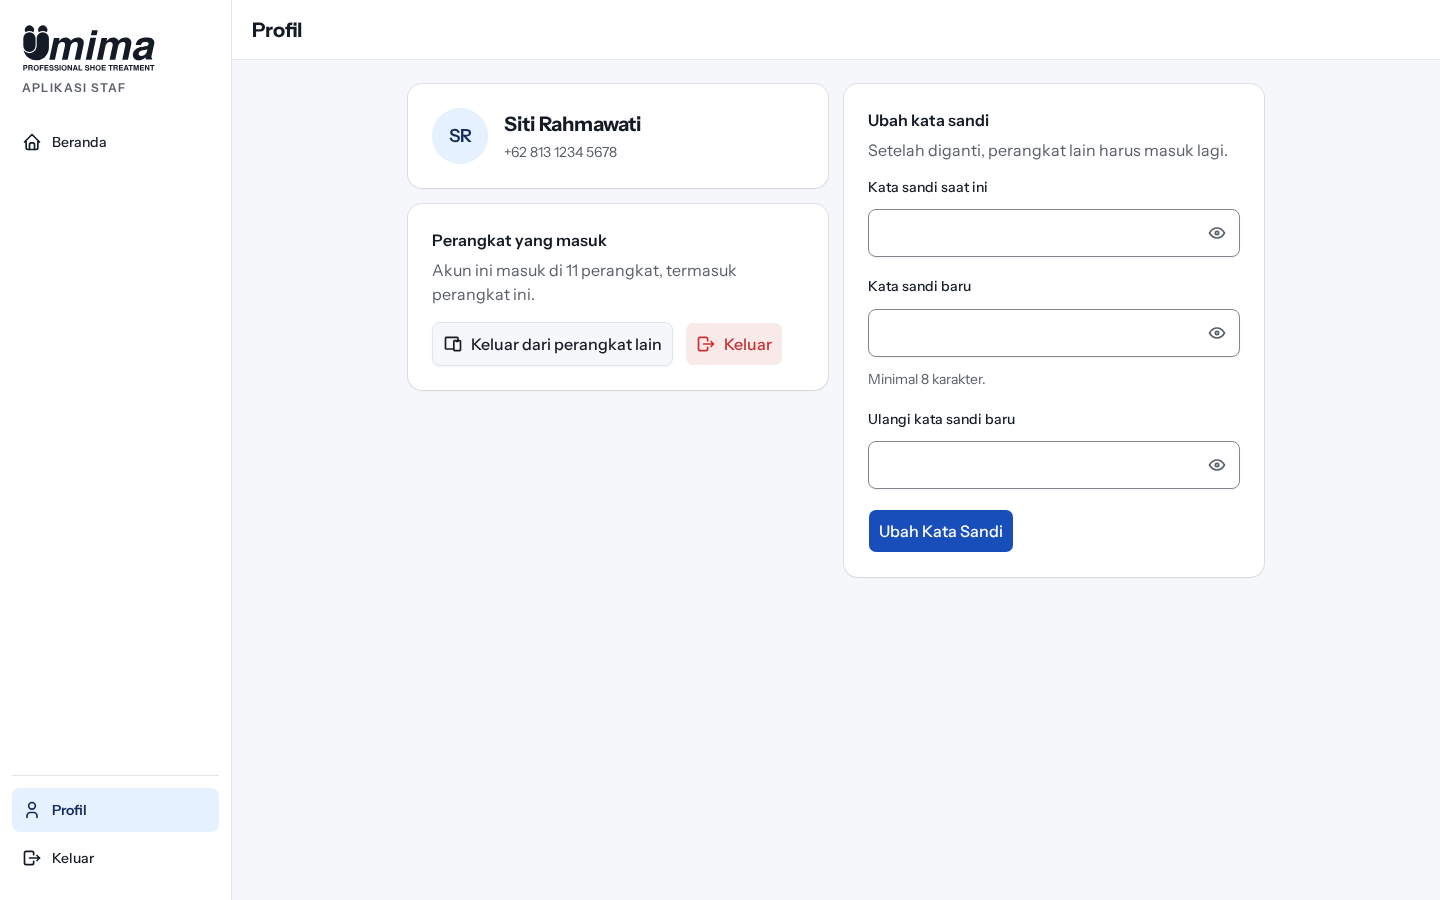 Ümima
PROFESSIONAL SHOE TREATMENT
APLIKASI STAF
Beranda
Profil
Keluar
Profil
SR
Siti Rahmawati
+62 813 1234 5678
Perangkat yang masuk
Akun ini masuk di 11 perangkat, termasuk
perangkat ini.
Keluar dari perangkat lain
Keluar
Ubah kata sandi
Setelah diganti, perangkat lain harus masuk lagi.
Kata sandi saat ini
Kata sandi baru
Minimal 8 karakter.
Ulangi kata sandi baru
Ubah Kata Sandi